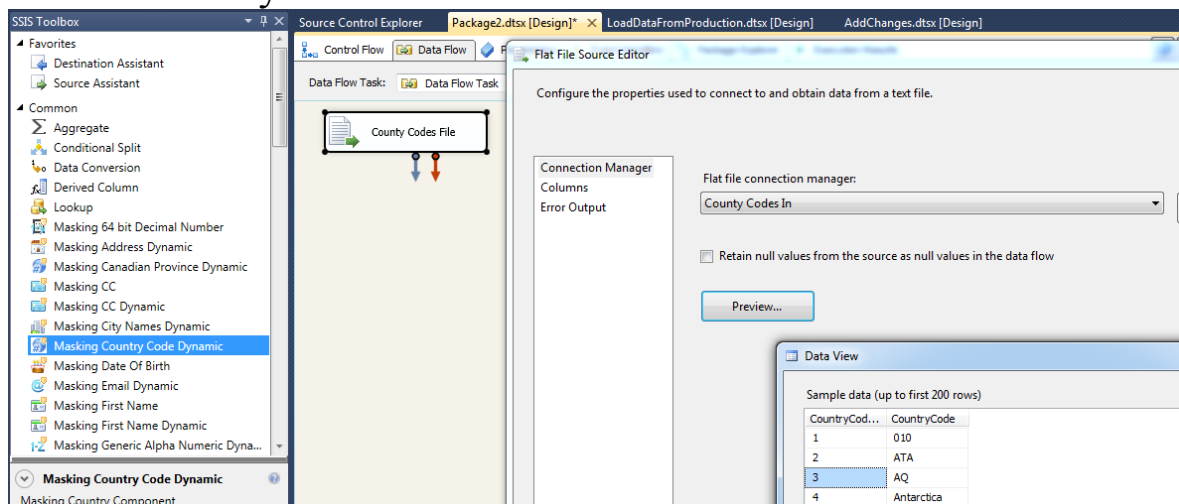 SSIS Toolbox
Favorites
Destination Assistant
Source Assistant
Common
Aggregate
Conditional Split
Data Conversion
Derived Column
Lookup
Masking 64 bit Decimal Number
Masking Address Dynamic
Masking Canadian Province Dynamic
Masking CC
Masking CC Dynamic
Masking City Names Dynamic
Masking Country Code Dynamic
Masking Date Of Birth
Masking Email Dynamic
Masking First Name
Masking First Name Dynamic
Masking Generic Alpha Numeric Dyna...
Masking Country Code Dynamic
Masking Country Component
Source Control Explorer
Package2.dtsx [Design]*
LoadDataFromProduction.dtsx [Design]
AddChanges.dtsx [Design]
Control Flow
Data Flow
Data Flow Task:
Data Flow Task
County Codes File
Flat File Source Editor
Configure the properties used to connect to and obtain data from a text file.
Connection Manager
Columns
Error Output
Flat file connection manager:
County Codes In
Retain null values from the source as null values in the data flow
Preview...
Data View
Sample data (up to first 200 rows)
CountryCod... CountryCode
1 010
2 ATA
3 AQ
4 Antarctica